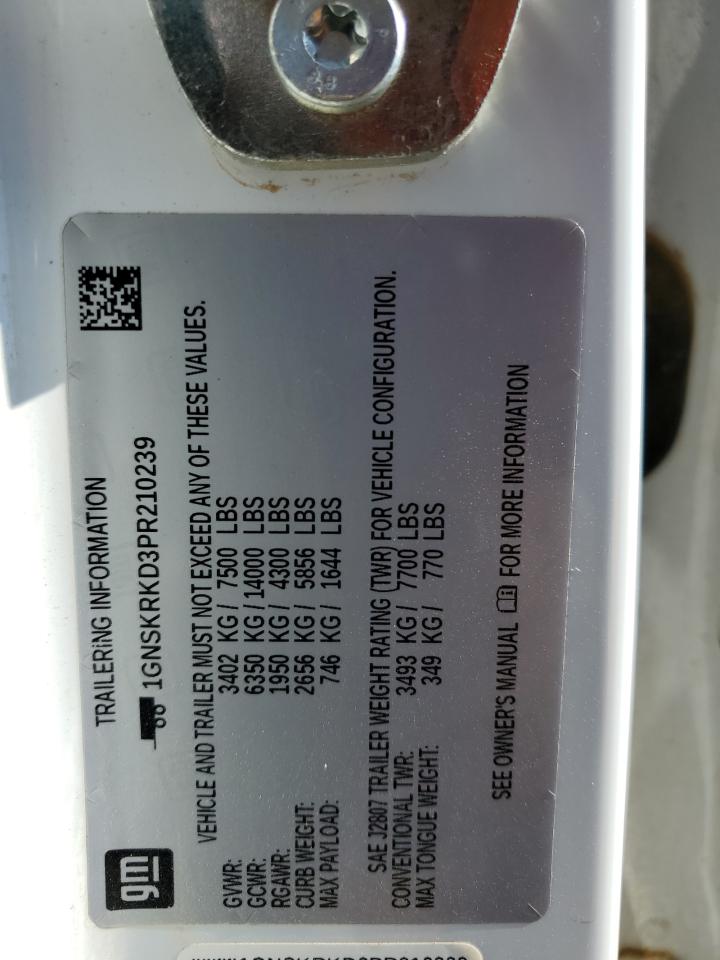 gm
TRAILERING INFORMATION
1GNSKRKD3PR210239
VEHICLE AND TRAILER MUST NOT EXCEED ANY OF THESE VALUES.
GVWR: 3402 KG / 7500 LBS
GCWR: 6350 KG / 14000 LBS
RGAWR: 1950 KG / 4300 LBS
CURB WEIGHT: 2656 KG / 5856 LBS
MAX PAYLOAD: 746 KG / 1644 LBS
SAE J2807 TRAILER WEIGHT RATING (TWR) FOR VEHICLE CONFIGURATION.
CONVENTIONAL TWR: 3493 KG / 7700 LBS
MAX TONGUE WEIGHT: 349 KG / 770 LBS
SEE OWNER'S MANUAL FOR MORE INFORMATION